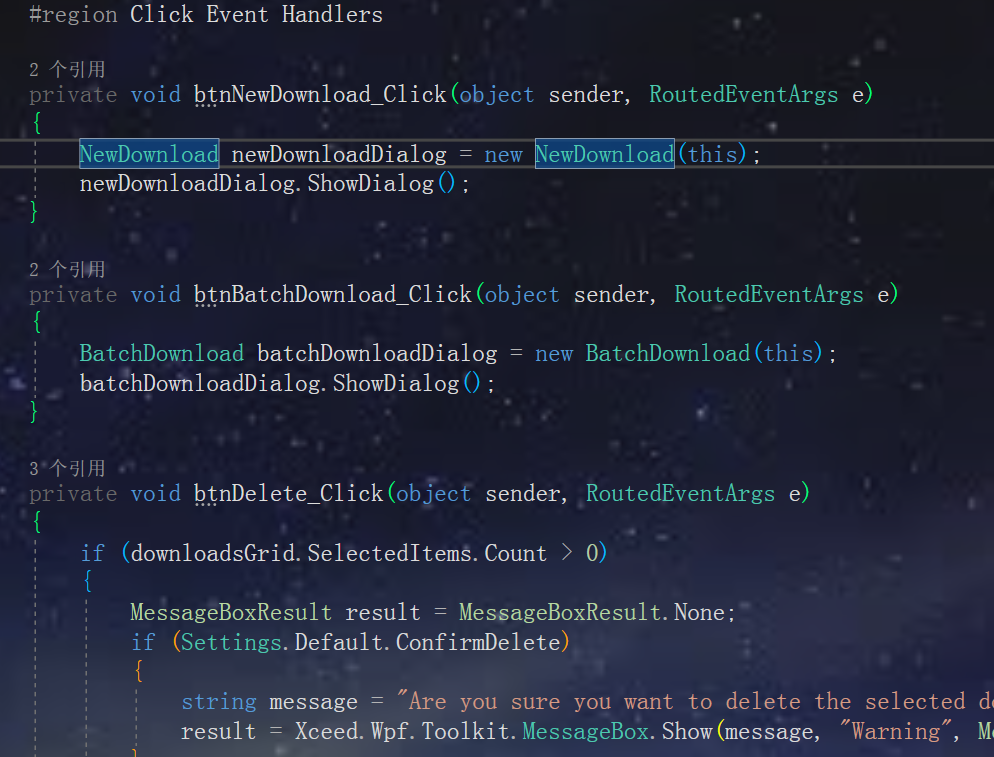 #region Click Event Handlers
2 个引用
private void btnNewDownload_Click(object sender, RoutedEventArgs e)
{
NewDownload newDownloadDialog = new NewDownload(this);
newDownloadDialog.ShowDialog();
}
2 个引用
private void btnBatchDownload_Click(object sender, RoutedEventArgs e)
{
BatchDownload batchDownloadDialog = new BatchDownload(this);
batchDownloadDialog.ShowDialog();
}
3 个引用
private void btnDelete_Click(object sender, RoutedEventArgs e)
{
if (downloadsGrid.SelectedItems.Count > 0)
{
MessageBoxResult result = MessageBoxResult.None;
if (Settings.Default.ConfirmDelete)
{
string message = "Are you sure you want to delete the selected
result = Xceed.Wpf.Toolkit.MessageBox.Show(message, "Warning",